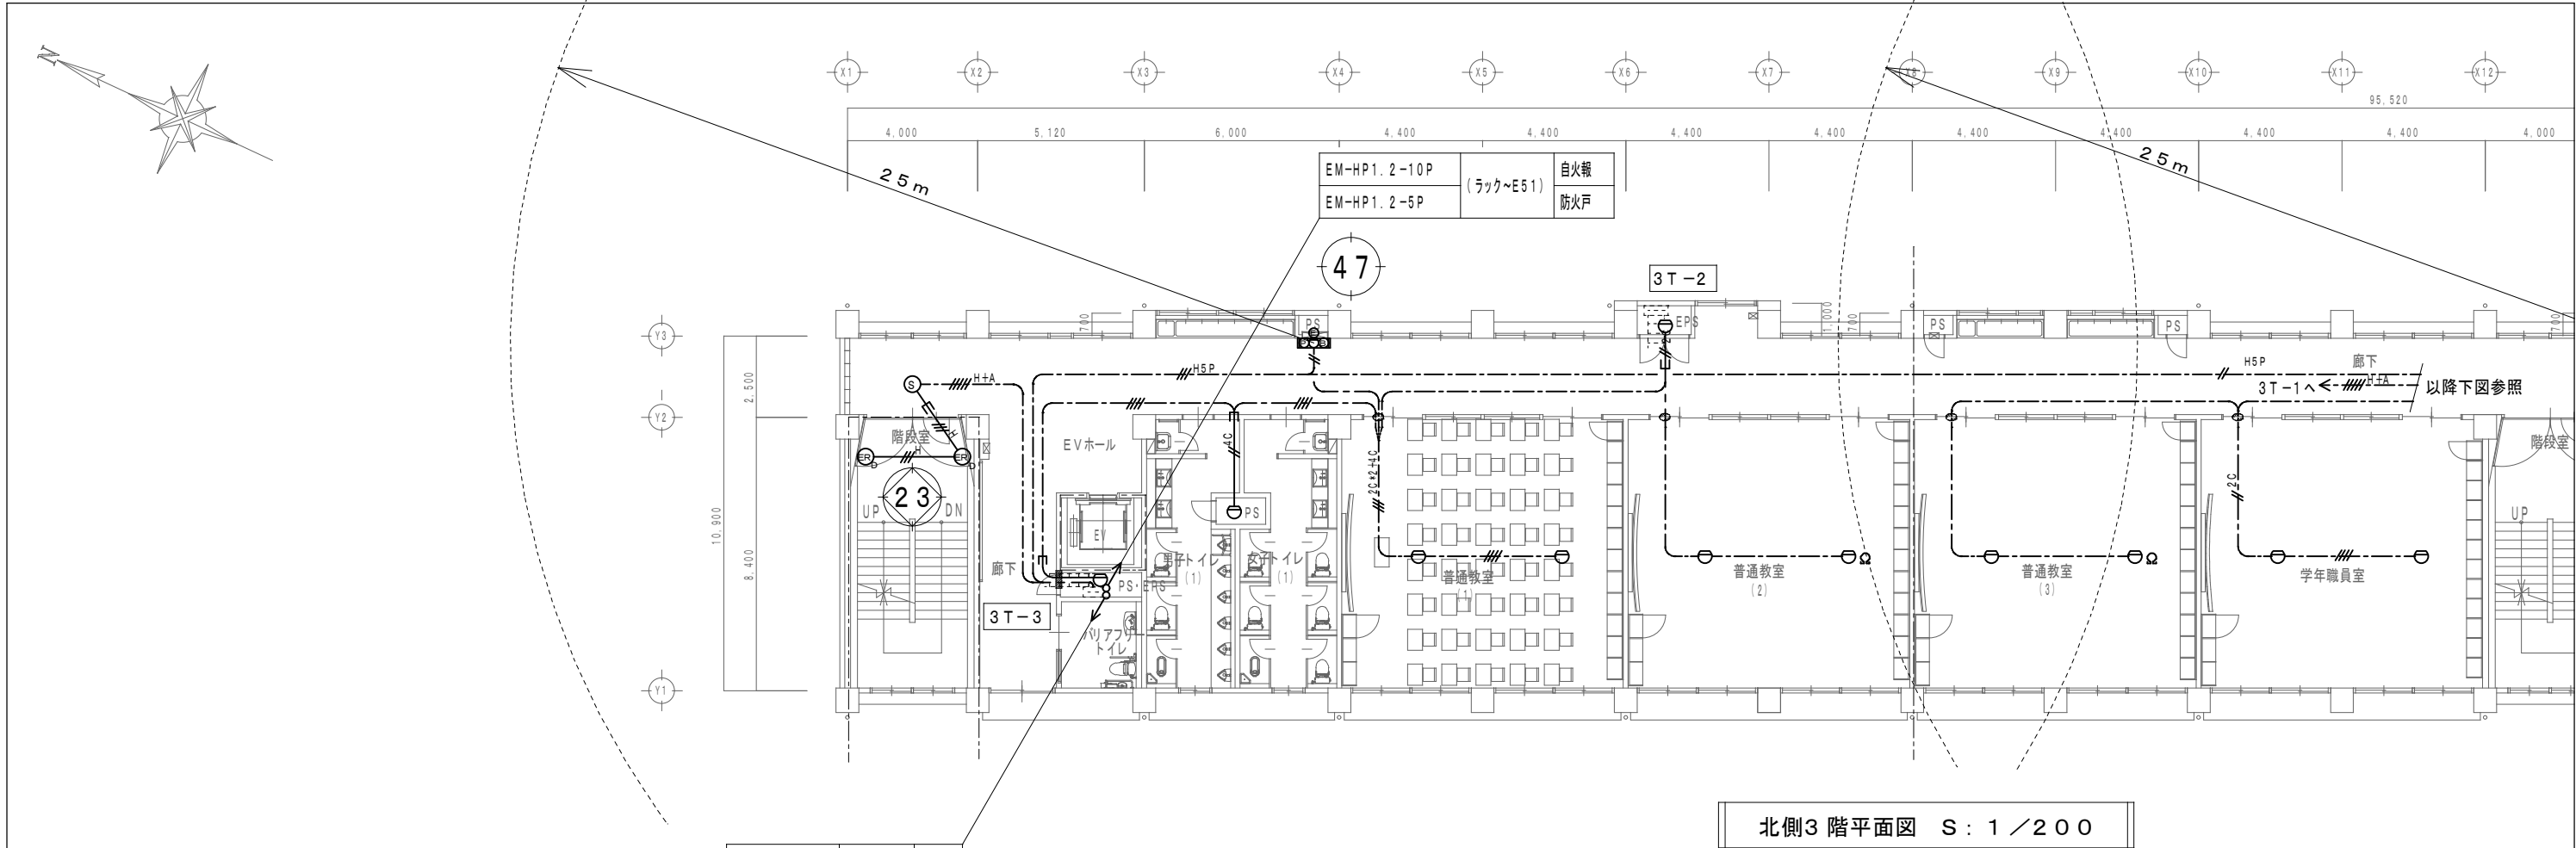 N
X1 X2 X3 X4 X5 X6 X7 X8 X9 X10 X11 X12
95,520
4,000 5,120 6,000 4,400 4,400 4,400 4,400 4,400 4,400 4,400 4,400 4,000
25m
25m
EM-HP1.2-10P (ラック~E51) 自火報
EM-HP1.2-5P 防火戸
47
3T-2
Y3
700
PS
EPS
1,000
700
PS
PS
700
P B
2
廊下
H5P
H5P
S
H+A
3T-1へ
H+A
以降下図参照
2,500
Y2
階段室
H
H
ER D
ER D
EVホール
4C
2C*2+4C
2C
階段室
23
UP
DN
EV
PS
UP
10,900
8,400
廊下
男子トイレ
(1)
女子トイレ
(1)
普通教室
(1)
普通教室
(2)
Ω
普通教室
(3)
Ω
学年職員室
PS・EPS
3T-3
バリアフリー
トイレ
Y1
北側3階平面図 S:1/200